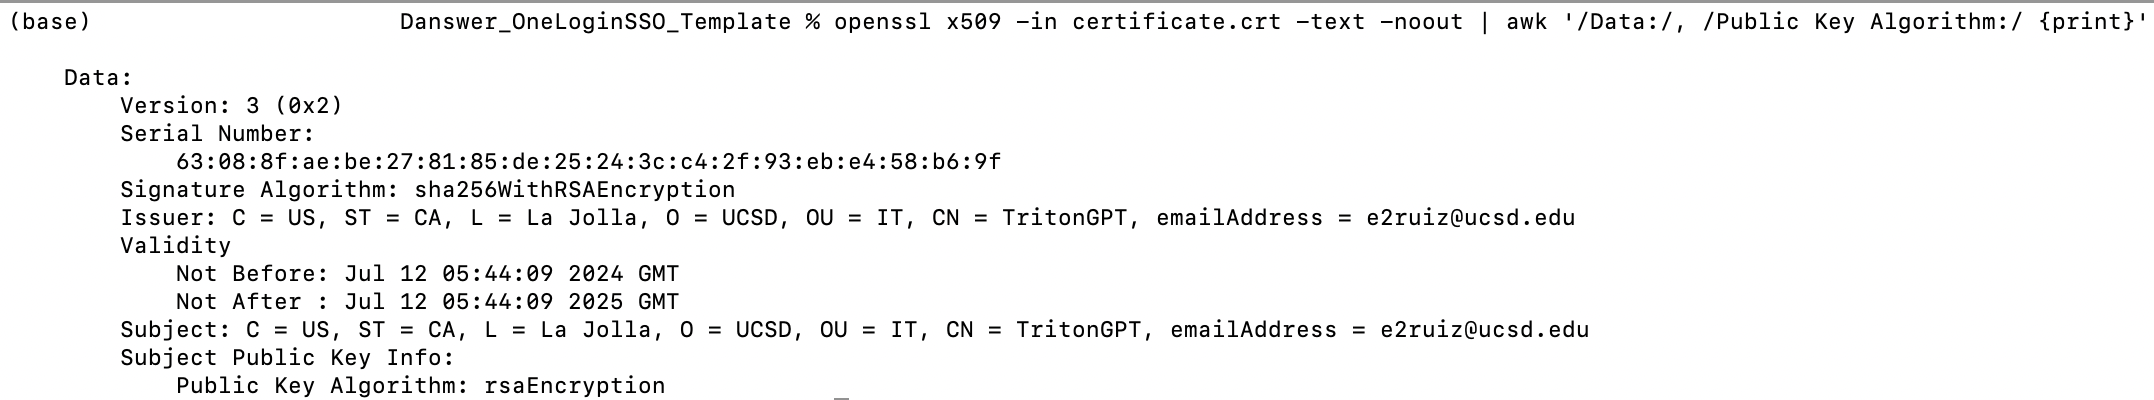 (base) Danswer_OneLoginSSO_Template % openssl x509 -in certificate.crt -text -noout | awk '/Data:/, /Public Key Algorithm:/ {print}'
Data:
Version: 3 (0x2)
Serial Number:
63:08:8f:ae:be:27:81:85:de:25:24:3c:c4:2f:93:eb:e4:58:b6:9f
Signature Algorithm: sha256WithRSAEncryption
Issuer: C = US, ST = CA, L = La Jolla, O = UCSD, OU = IT, CN = TritonGPT, emailAddress = e2ruiz@ucsd.edu
Validity
Not Before: Jul 12 05:44:09 2024 GMT
Not After : Jul 12 05:44:09 2025 GMT
Subject: C = US, ST = CA, L = La Jolla, O = UCSD, OU = IT, CN = TritonGPT, emailAddress = e2ruiz@ucsd.edu
Subject Public Key Info:
Public Key Algorithm: rsaEncryption